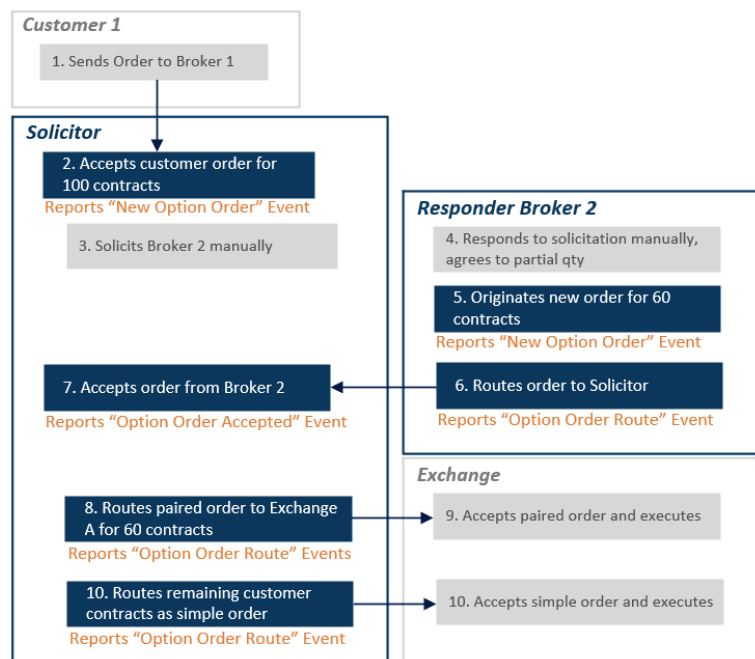 Customer 1
1. Sends Order to Broker 1
Solicitor
2. Accepts customer order for
100 contracts
Reports “New Option Order” Event
3. Solicits Broker 2 manually
Responder Broker 2
4. Responds to solicitation manually,
agrees to partial qty
5. Originates new order for 60
contracts
Reports “New Option Order” Event
7. Accepts order from Broker 2
Reports “Option Order Accepted” Event
6. Routes order to Solicitor
Reports “Option Order Route” Event
Exchange
8. Routes paired order to Exchange
A for 60 contracts
Reports “Option Order Route” Events
9. Accepts paired order and executes
10. Routes remaining customer
contracts as simple order
Reports “Option Order Route” Event
10. Accepts simple order and executes